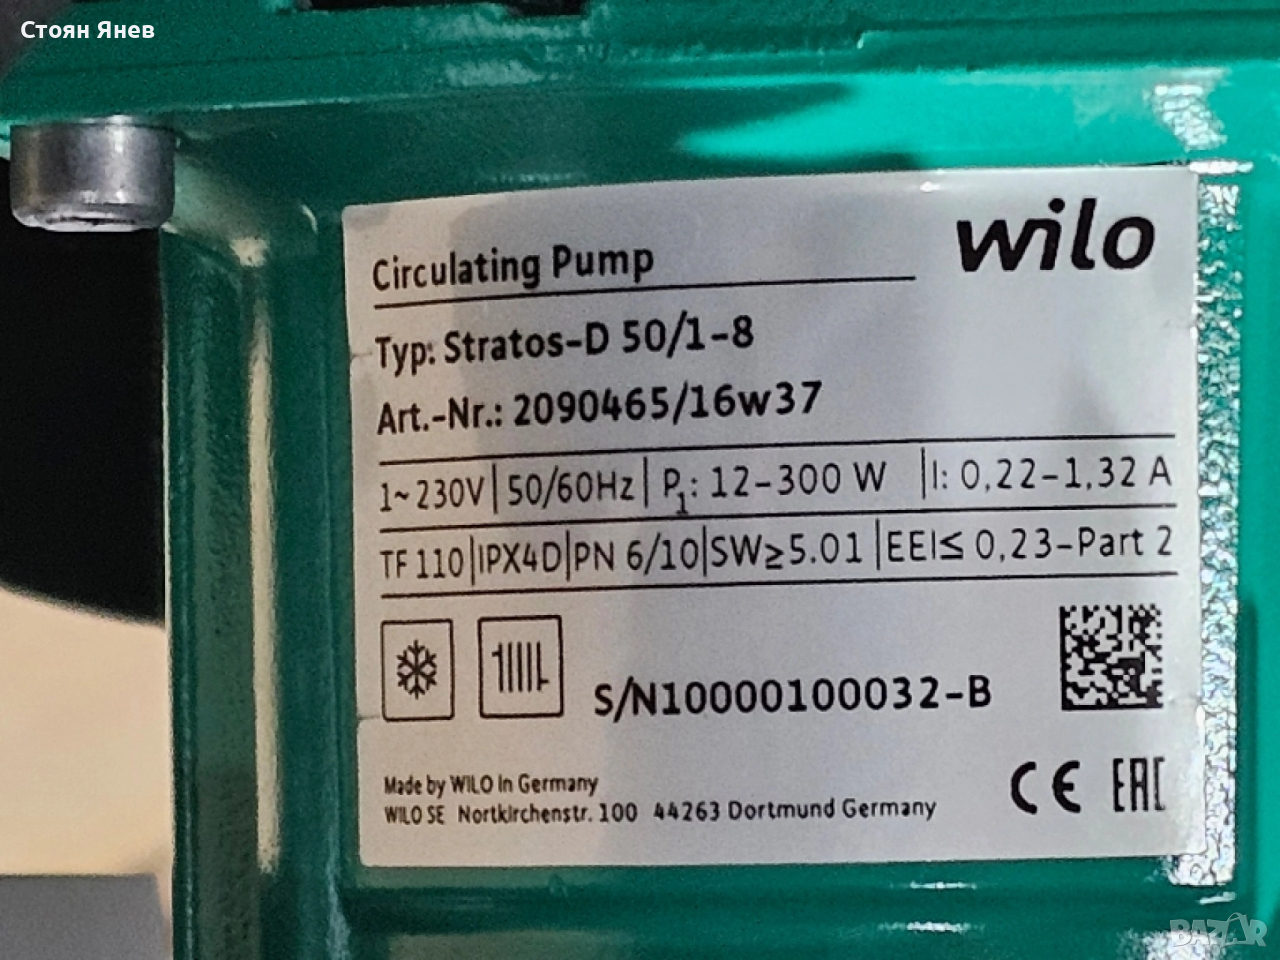 Стоян Янев
wilo
Circulating Pump
Typ: Stratos-D 50/1-8
Art.-Nr.: 2090465/16w37
1~230V 50/60Hz P1: 12-300 W I: 0,22-1,32 A
TF 110 IPX4D PN 6/10 SW≥5.01 EEI≤ 0,23-Part 2
S/N10000100032-B
Made by WILO in Germany
WILO SE Nortkirchenstr. 100 44263 Dortmund Germany
CE EAC
BAZAR